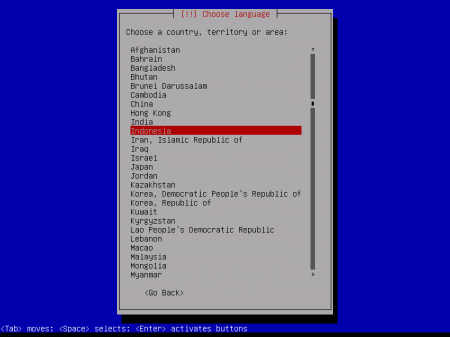 [!!] Choose language
Choose a country, territory or area:
Afghanistan
Bahrain
Bangladesh
Bhutan
Brunei Darussalam
Cambodia
China
Hong Kong
India
Indonesia
Iran, Islamic Republic of
Iraq
Israel
Japan
Jordan
Kazakhstan
Korea, Democratic People's Republic of
Korea, Republic of
Kuwait
Kyrgyzstan
Lao People's Democratic Republic
Lebanon
Macao
Malaysia
Mongolia
Myanmar
<Go Back>
<Tab> moves; <Space> selects; <Enter> activates buttons